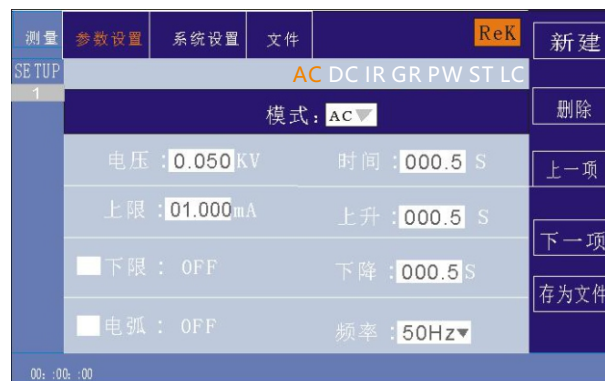 测量 参数设置 系统设置 文件 ReK 新建
SETUP AC DC IR GR PW ST LC
1
模式：AC 删除
电压：0.050KV 时间：000.5 S 上一项
上限：01.000mA 上升：000.5 S
下一项
下限：OFF 下降：000.5 S
存为文件
电弧：OFF 频率：50Hz
00：:00：:00